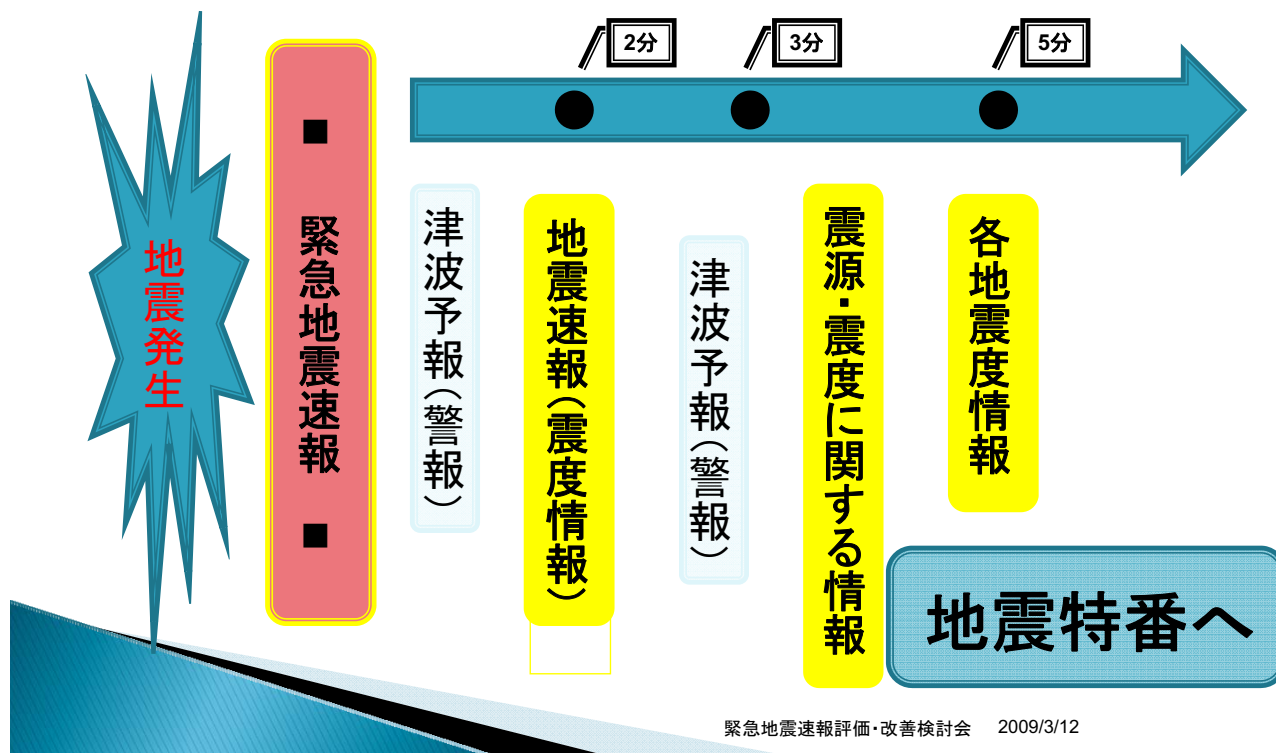 2分
3分
5分
地震発生
■ 緊急地震速報 ■
津波予報（警報）
地震速報（震度情報）
津波予報（警報）
震源・震度に関する情報
各地震度情報
地震特番へ
緊急地震速報評価・改善検討会 2009/3/12